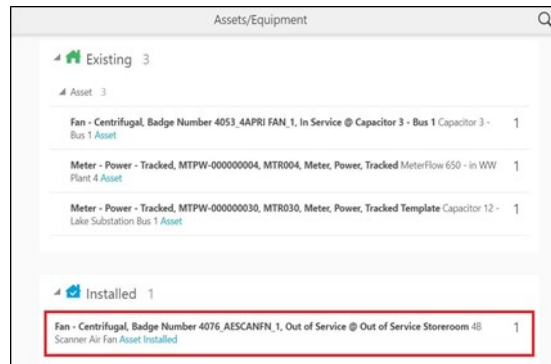 Assets/Equipment
Existing 3
Asset 3
Fan - Centrifugal, Badge Number 4053_4APRI FAN_1, In Service @ Capacitor 3 - Bus 1 Capacitor 3 - 1
Bus 1 Asset
Meter - Power - Tracked, MTPW-000000004, MTR004, Meter, Power, Tracked MeterFlow 650 - in WW 1
Plant 4 Asset
Meter - Power - Tracked, MTPW-000000030, MTR030, Meter, Power, Tracked Template Capacitor 12 - 1
Lake Substation Bus 1 Asset
Installed 1
Fan - Centrifugal, Badge Number 4076_AESCANFN_1, Out of Service @ Out of Service Storeroom 4B 1
Scanner Air Fan Asset Installed